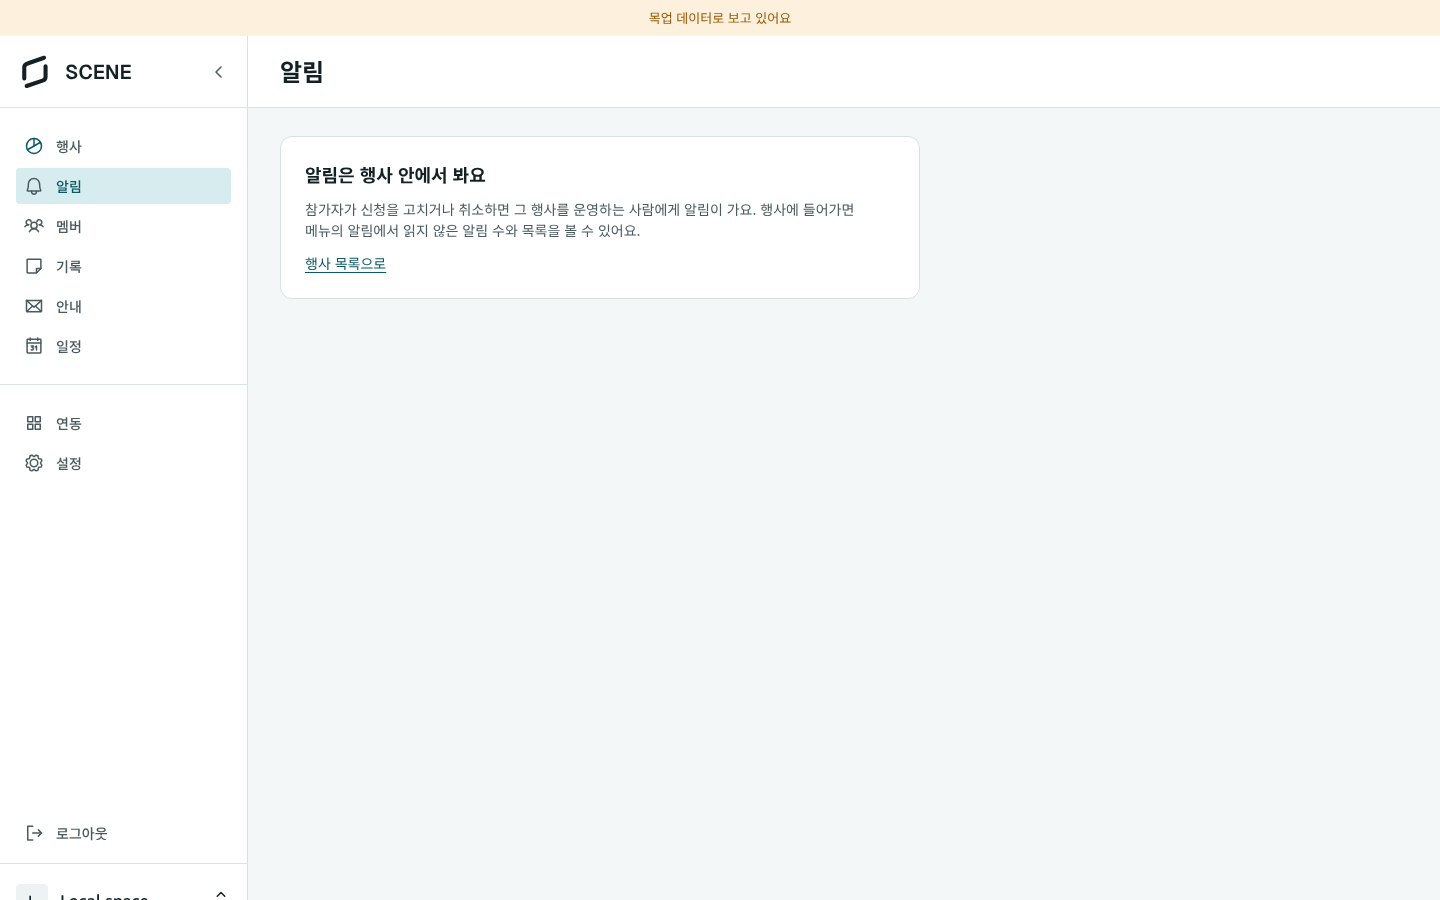 목업 데이터로 보고 있어요
SCENE
알림
행사
알림
멤버
기록
안내
31
일정
연동
설정
알림은 행사 안에서 봐요
참가자가 신청을 고치거나 취소하면 그 행사를 운영하는 사람에게 알림이 가요. 행사에 들어가면
메뉴의 알림에서 읽지 않은 알림 수와 목록을 볼 수 있어요.
행사 목록으로
로그아웃
L
Local space